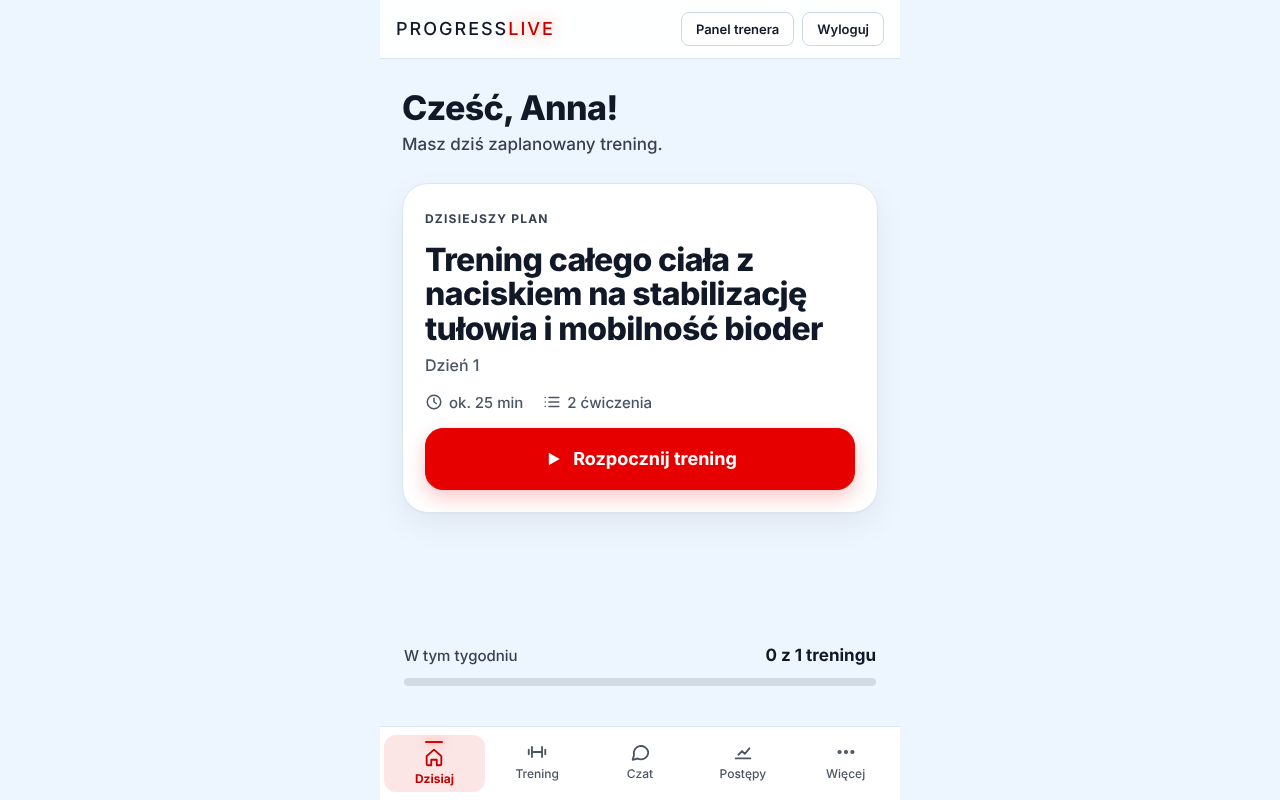 PROGRESSLIVE
Panel trenera
Wyloguj
Cześć, Anna!
Masz dziś zaplanowany trening.
DZISIEJSZY PLAN
Trening całego ciała z
naciskiem na stabilizację
tułowia i mobilność bioder
Dzień 1
ok. 25 min
2 ćwiczenia
Rozpocznij trening
W tym tygodniu
0 z 1 treningu
Dzisiaj
Trening
Czat
Postępy
Więcej